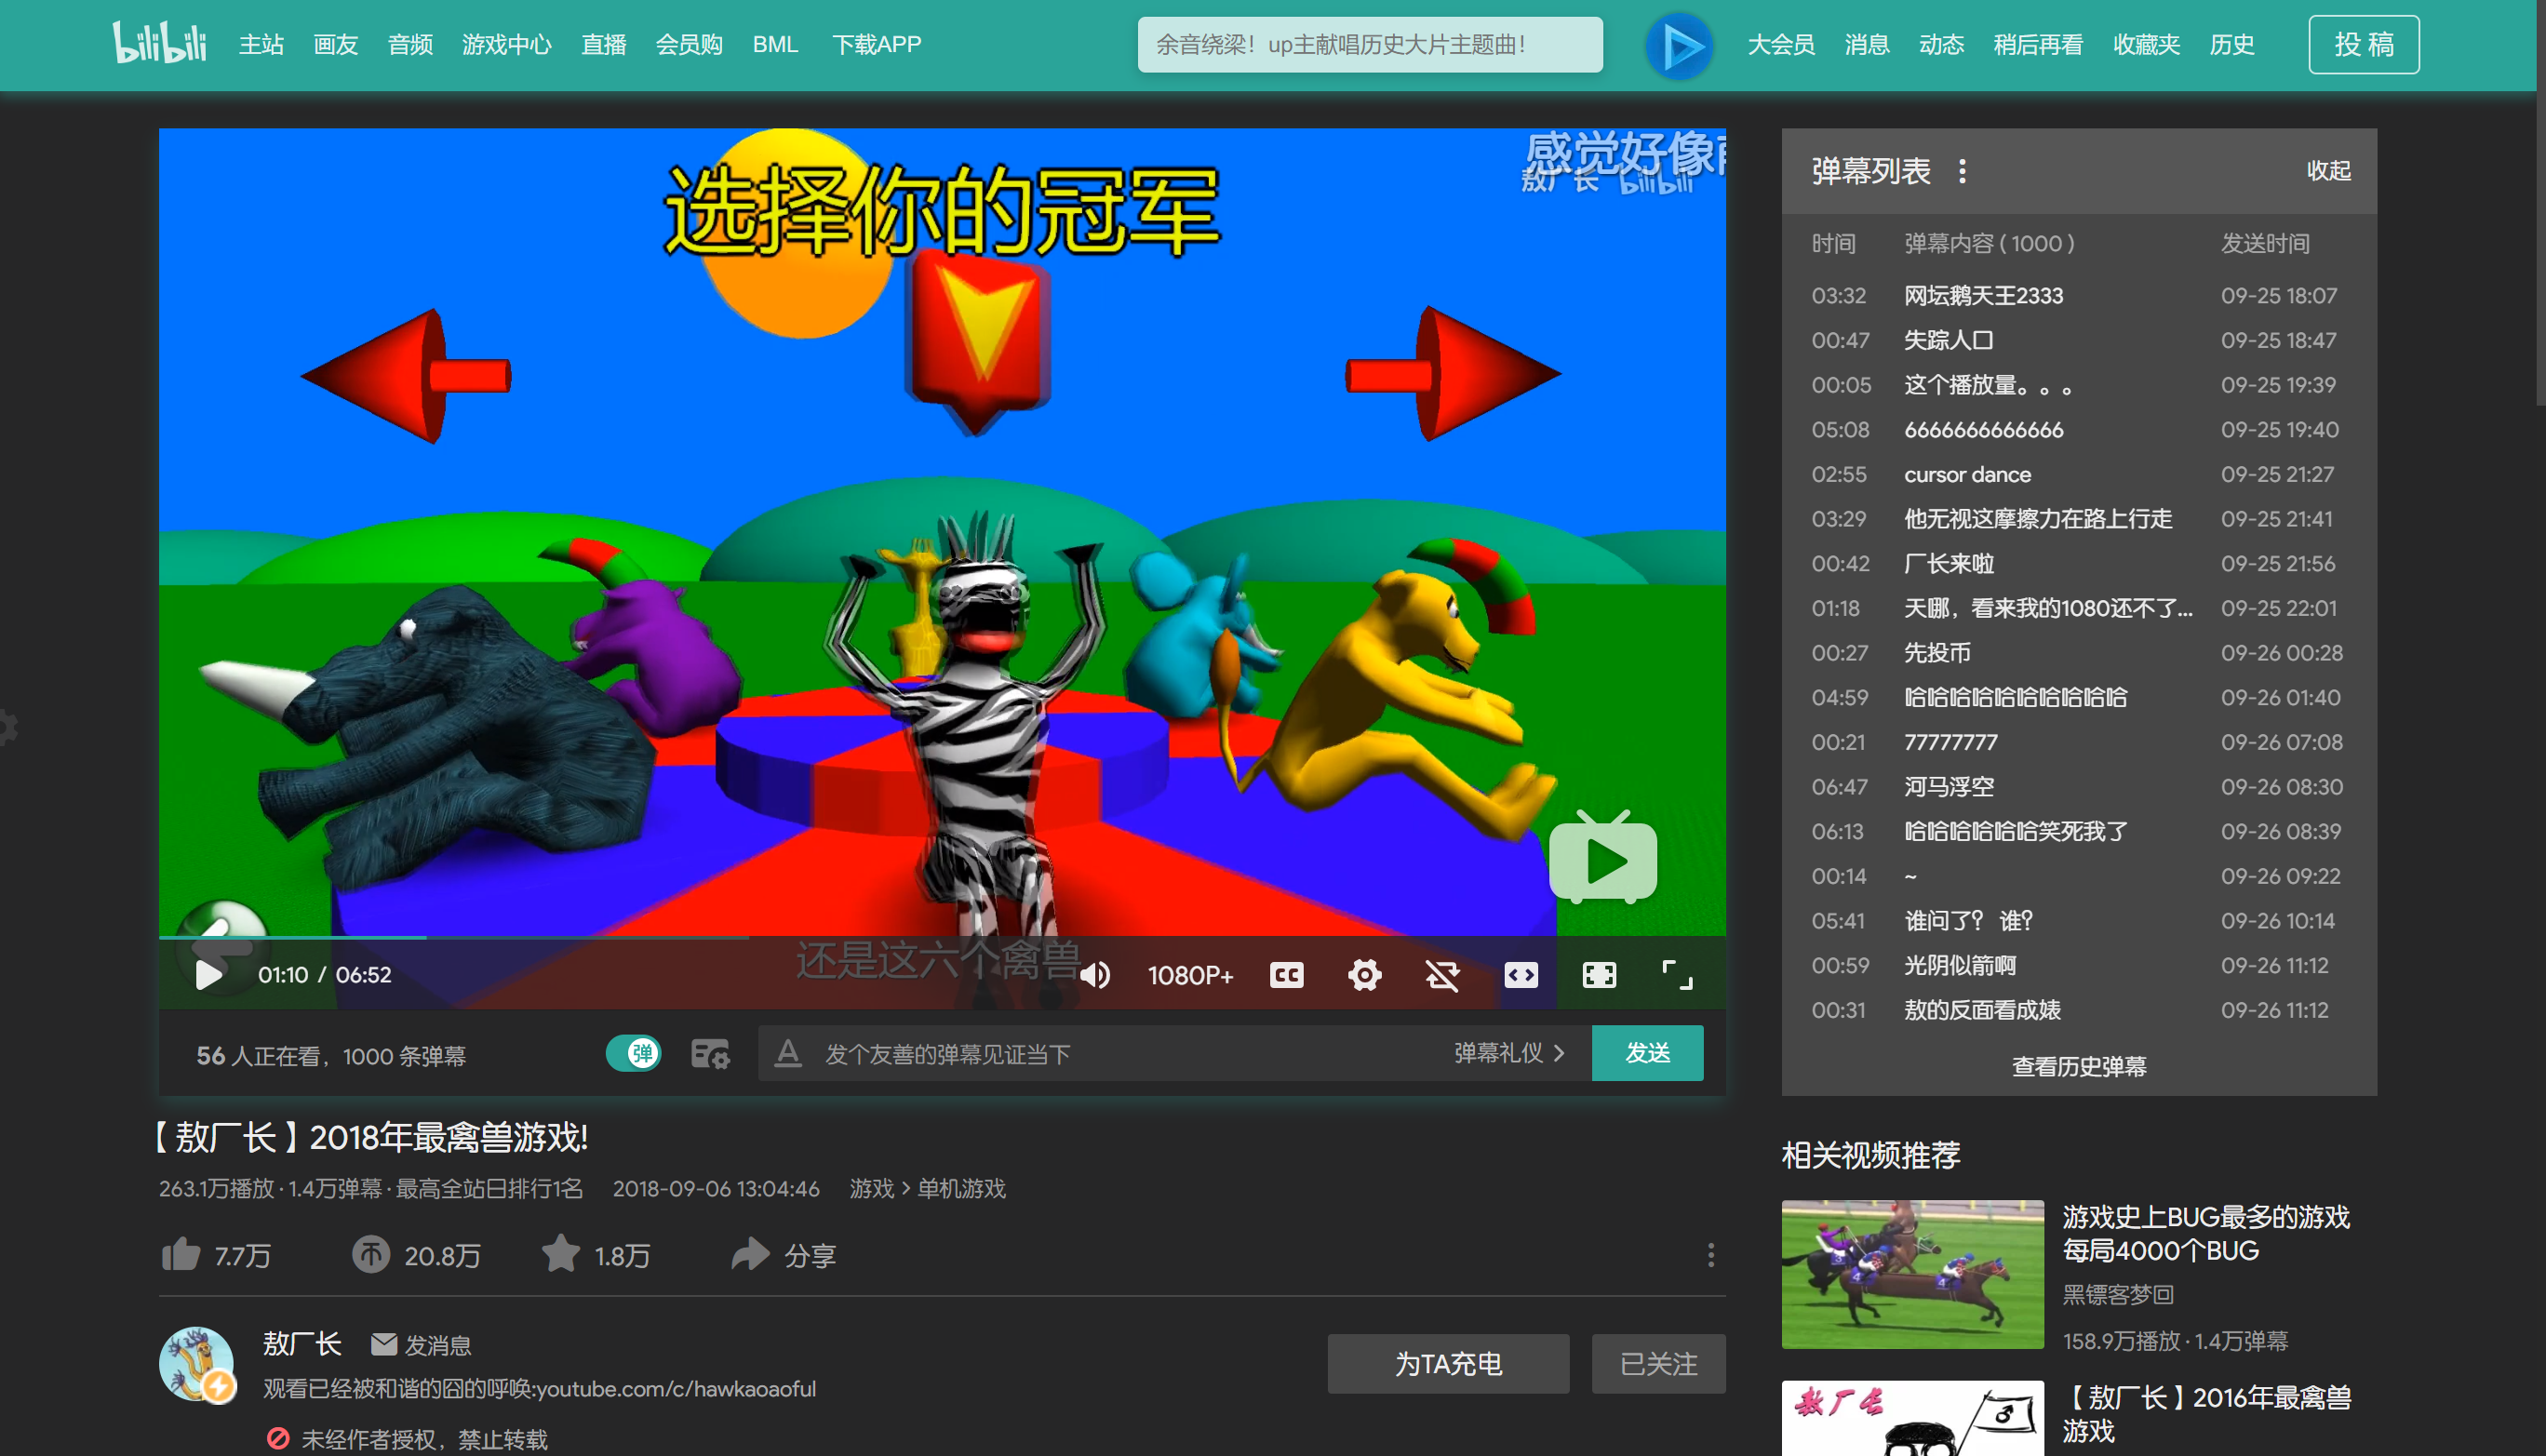 bilibili 主站 画友 音频 游戏中心 直播 会员购 BML 下载APP
余音绕梁！up主献唱历史大片主题曲！
大会员 消息 动态 稍后再看 收藏夹 历史 投稿
感觉好像
敖厂长 bilibili
选择你的冠军
还是这六个禽兽
01:10 / 06:52
1080P+
CC
56 人正在看，1000 条弹幕
弹
A 发个友善的弹幕见证当下
弹幕礼仪 >
发送
弹幕列表
收起
时间 弹幕内容 ( 1000 ) 发送时间
03:32 网坛鹅天王2333 09-25 18:07
00:47 失踪人口 09-25 18:47
00:05 这个播放量。。。 09-25 19:39
05:08 6666666666666 09-25 19:40
02:55 cursor dance 09-25 21:27
03:29 他无视这摩擦力在路上行走 09-25 21:41
00:42 厂长来啦 09-25 21:56
01:18 天哪，看来我的1080还不了... 09-25 22:01
00:27 先投币 09-26 00:28
04:59 哈哈哈哈哈哈哈哈哈哈 09-26 01:40
00:21 77777777 09-26 07:08
06:47 河马浮空 09-26 08:30
06:13 哈哈哈哈哈哈笑死我了 09-26 08:39
00:14 ~ 09-26 09:22
05:41 谁问了？ 谁？ 09-26 10:14
00:59 光阴似箭啊 09-26 11:12
00:31 敖的反面看成婊 09-26 11:12
查看历史弹幕
【敖厂长】2018年最禽兽游戏!
263.1万播放 · 1.4万弹幕 · 最高全站日排行1名 2018-09-06 13:04:46 游戏 > 单机游戏
7.7万 20.8万 1.8万 分享
敖厂长 发消息
观看已经被和谐的囧的呼唤:youtube.com/c/hawkaoaoful
未经作者授权，禁止转载
为TA充电
已关注
相关视频推荐
游戏史上BUG最多的游戏
每局4000个BUG
黑镖客梦回
158.9万播放 · 1.4万弹幕
敖厂长
【敖厂长】2016年最禽兽
游戏